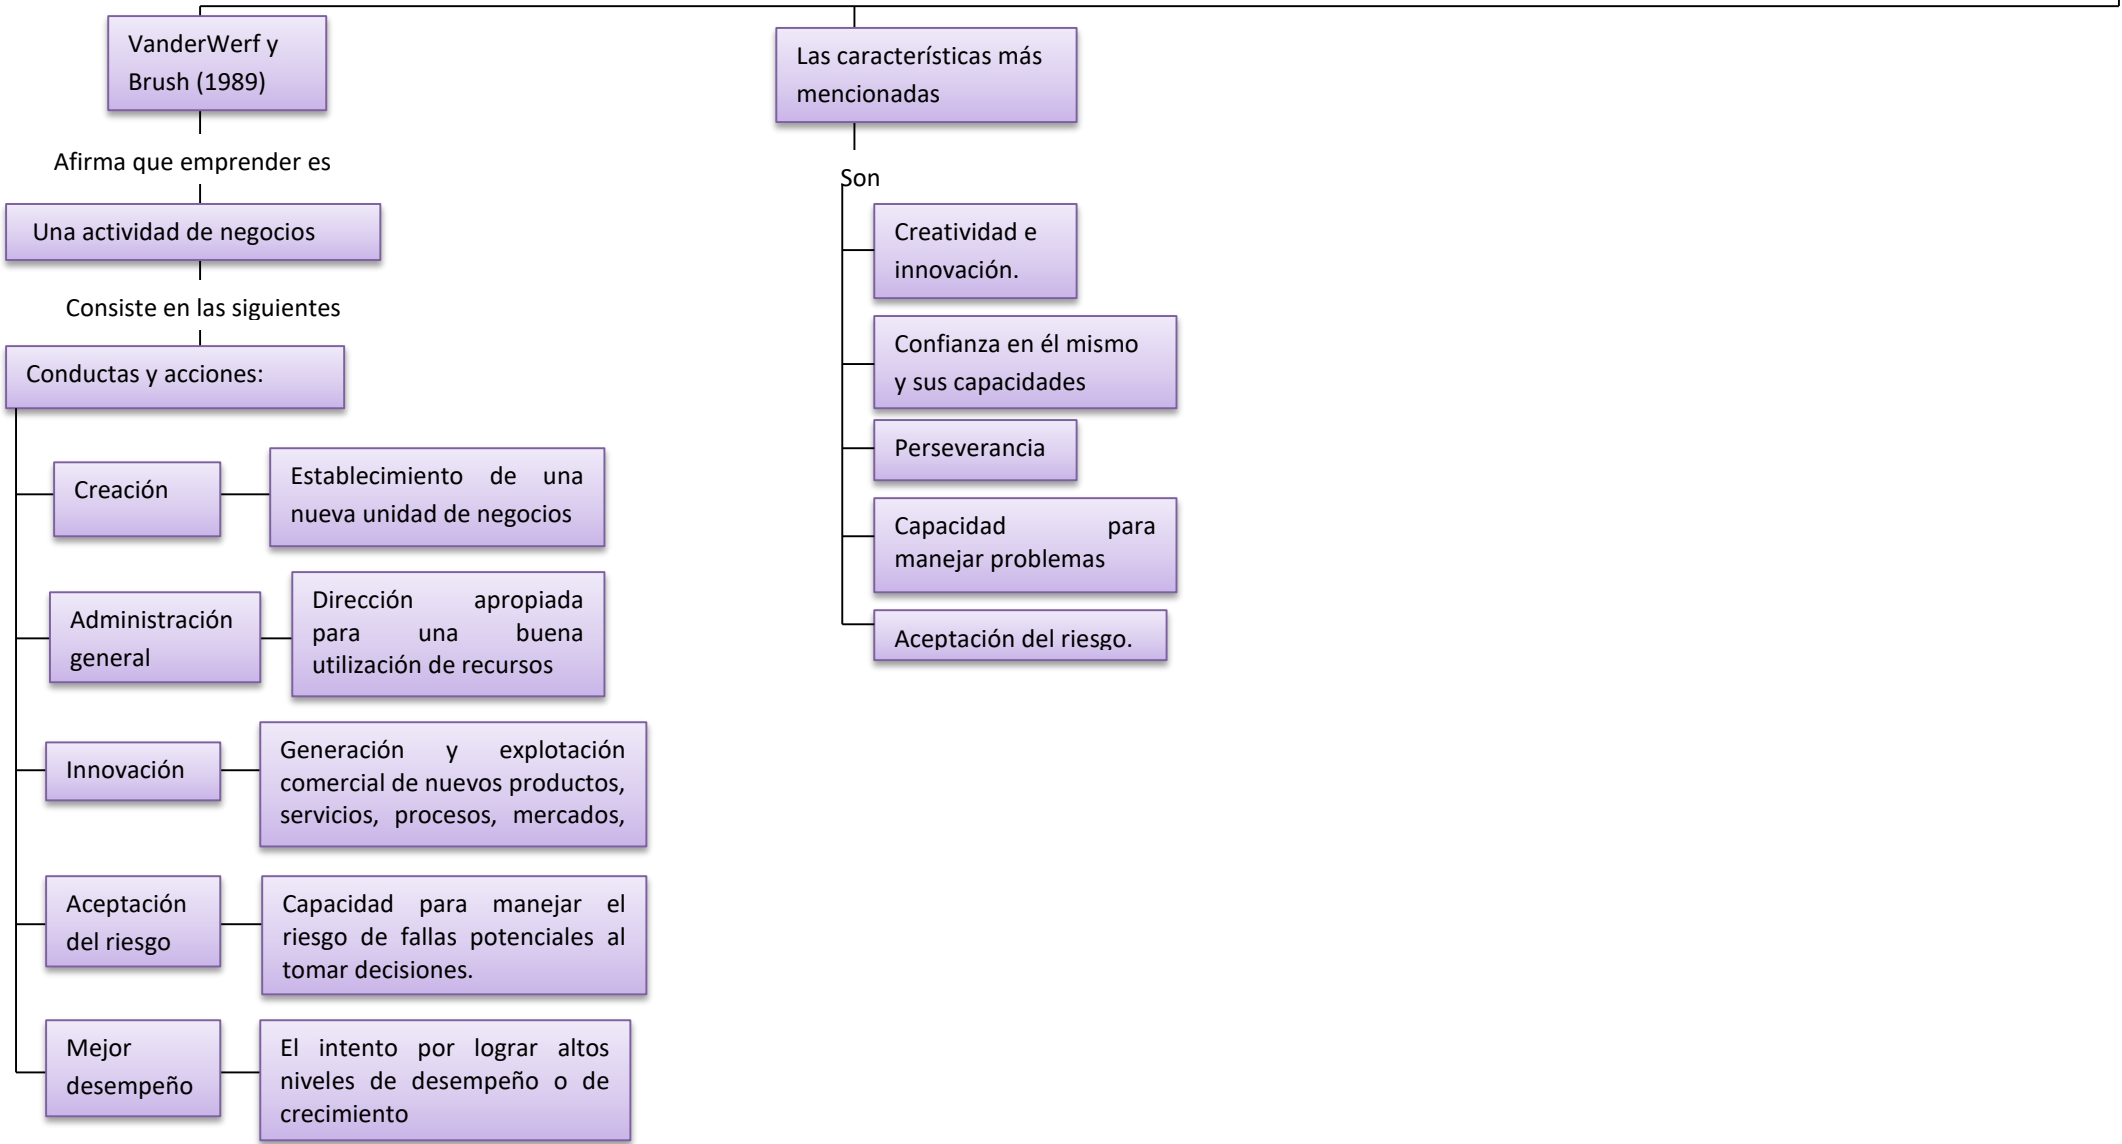 VanderWerf y
Brush (1989)
Afirma que emprender es
Una actividad de negocios
Consiste en las siguientes
Conductas y acciones:
Creación
Establecimiento de una
nueva unidad de negocios
Administración
general
Dirección apropiada
para una buena
utilización de recursos
Innovación
Generación y explotación
comercial de nuevos productos,
servicios, procesos, mercados,
Aceptación
del riesgo
Capacidad para manejar el
riesgo de fallas potenciales al
tomar decisiones.
Mejor
desempeño
El intento por lograr altos
niveles de desempeño o de
crecimiento
Las características más
mencionadas
Son
Creatividad e
innovación.
Confianza en él mismo
y sus capacidades
Perseverancia
Capacidad para
manejar problemas
Aceptación del riesgo.